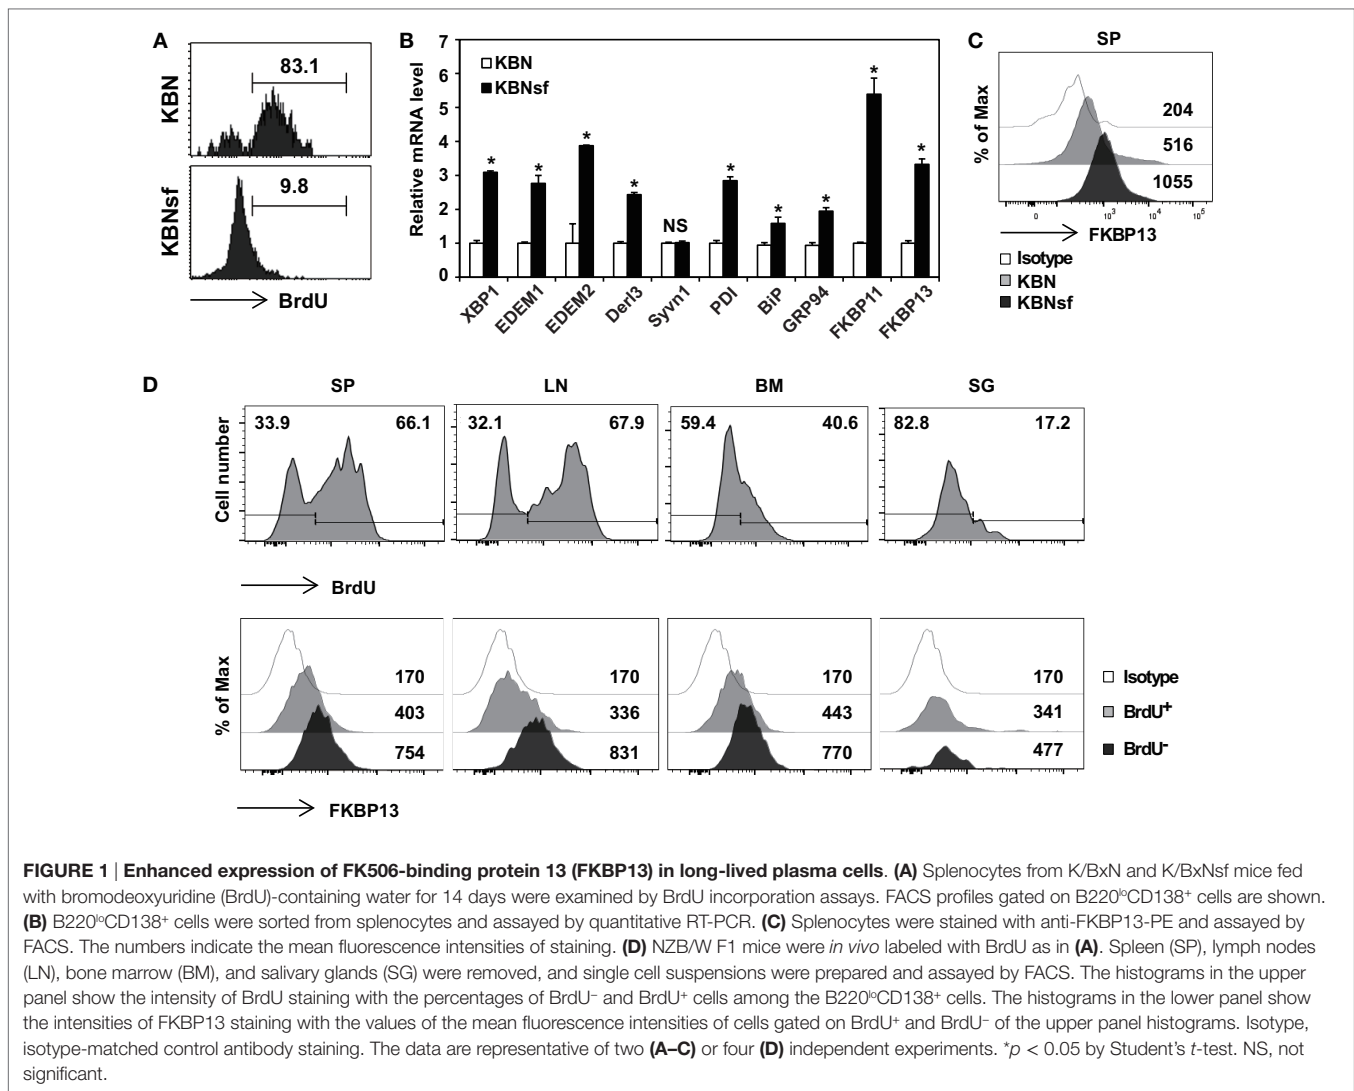 A
KBN
83.1
KBNsf
9.8
BrdU
B
Relative mRNA level
7
6
5
4
3
2
1
0
KBN
KBNsf
*
*
*
*
NS
*
*
*
*
*
XBP1
EDEM1
EDEM2
Derl3
Syvn1
PDI
BiP
GRP94
FKBP11
FKBP13
C
SP
% of Max
204
516
1055
0
10³
10⁴
10⁵
FKBP13
Isotype
KBN
KBNsf
D
SP
LN
BM
SG
Cell number
33.9 66.1
32.1 67.9
59.4 40.6
82.8 17.2
BrdU
% of Max
170
403
754
170
336
831
170
443
770
170
341
477
Isotype
BrdU⁺
BrdU⁻
FKBP13
FIGURE 1 | Enhanced expression of FK506-binding protein 13 (FKBP13) in long-lived plasma cells. (A) Splenocytes from K/BxN and K/BxNsf mice fed
with bromodeoxyuridine (BrdU)-containing water for 14 days were examined by BrdU incorporation assays. FACS profiles gated on B220ˡᵒCD138⁺ cells are shown.
(B) B220ˡᵒCD138⁺ cells were sorted from splenocytes and assayed by quantitative RT-PCR. (C) Splenocytes were stained with anti-FKBP13-PE and assayed by
FACS. The numbers indicate the mean fluorescence intensities of staining. (D) NZB/W F1 mice were in vivo labeled with BrdU as in (A). Spleen (SP), lymph nodes
(LN), bone marrow (BM), and salivary glands (SG) were removed, and single cell suspensions were prepared and assayed by FACS. The histograms in the upper
panel show the intensity of BrdU staining with the percentages of BrdU⁻ and BrdU⁺ cells among the B220ˡᵒCD138⁺ cells. The histograms in the lower panel show
the intensities of FKBP13 staining with the values of the mean fluorescence intensities of cells gated on BrdU⁺ and BrdU⁻ of the upper panel histograms. Isotype,
isotype-matched control antibody staining. The data are representative of two (A–C) or four (D) independent experiments. *p < 0.05 by Student's t-test. NS, not
significant.